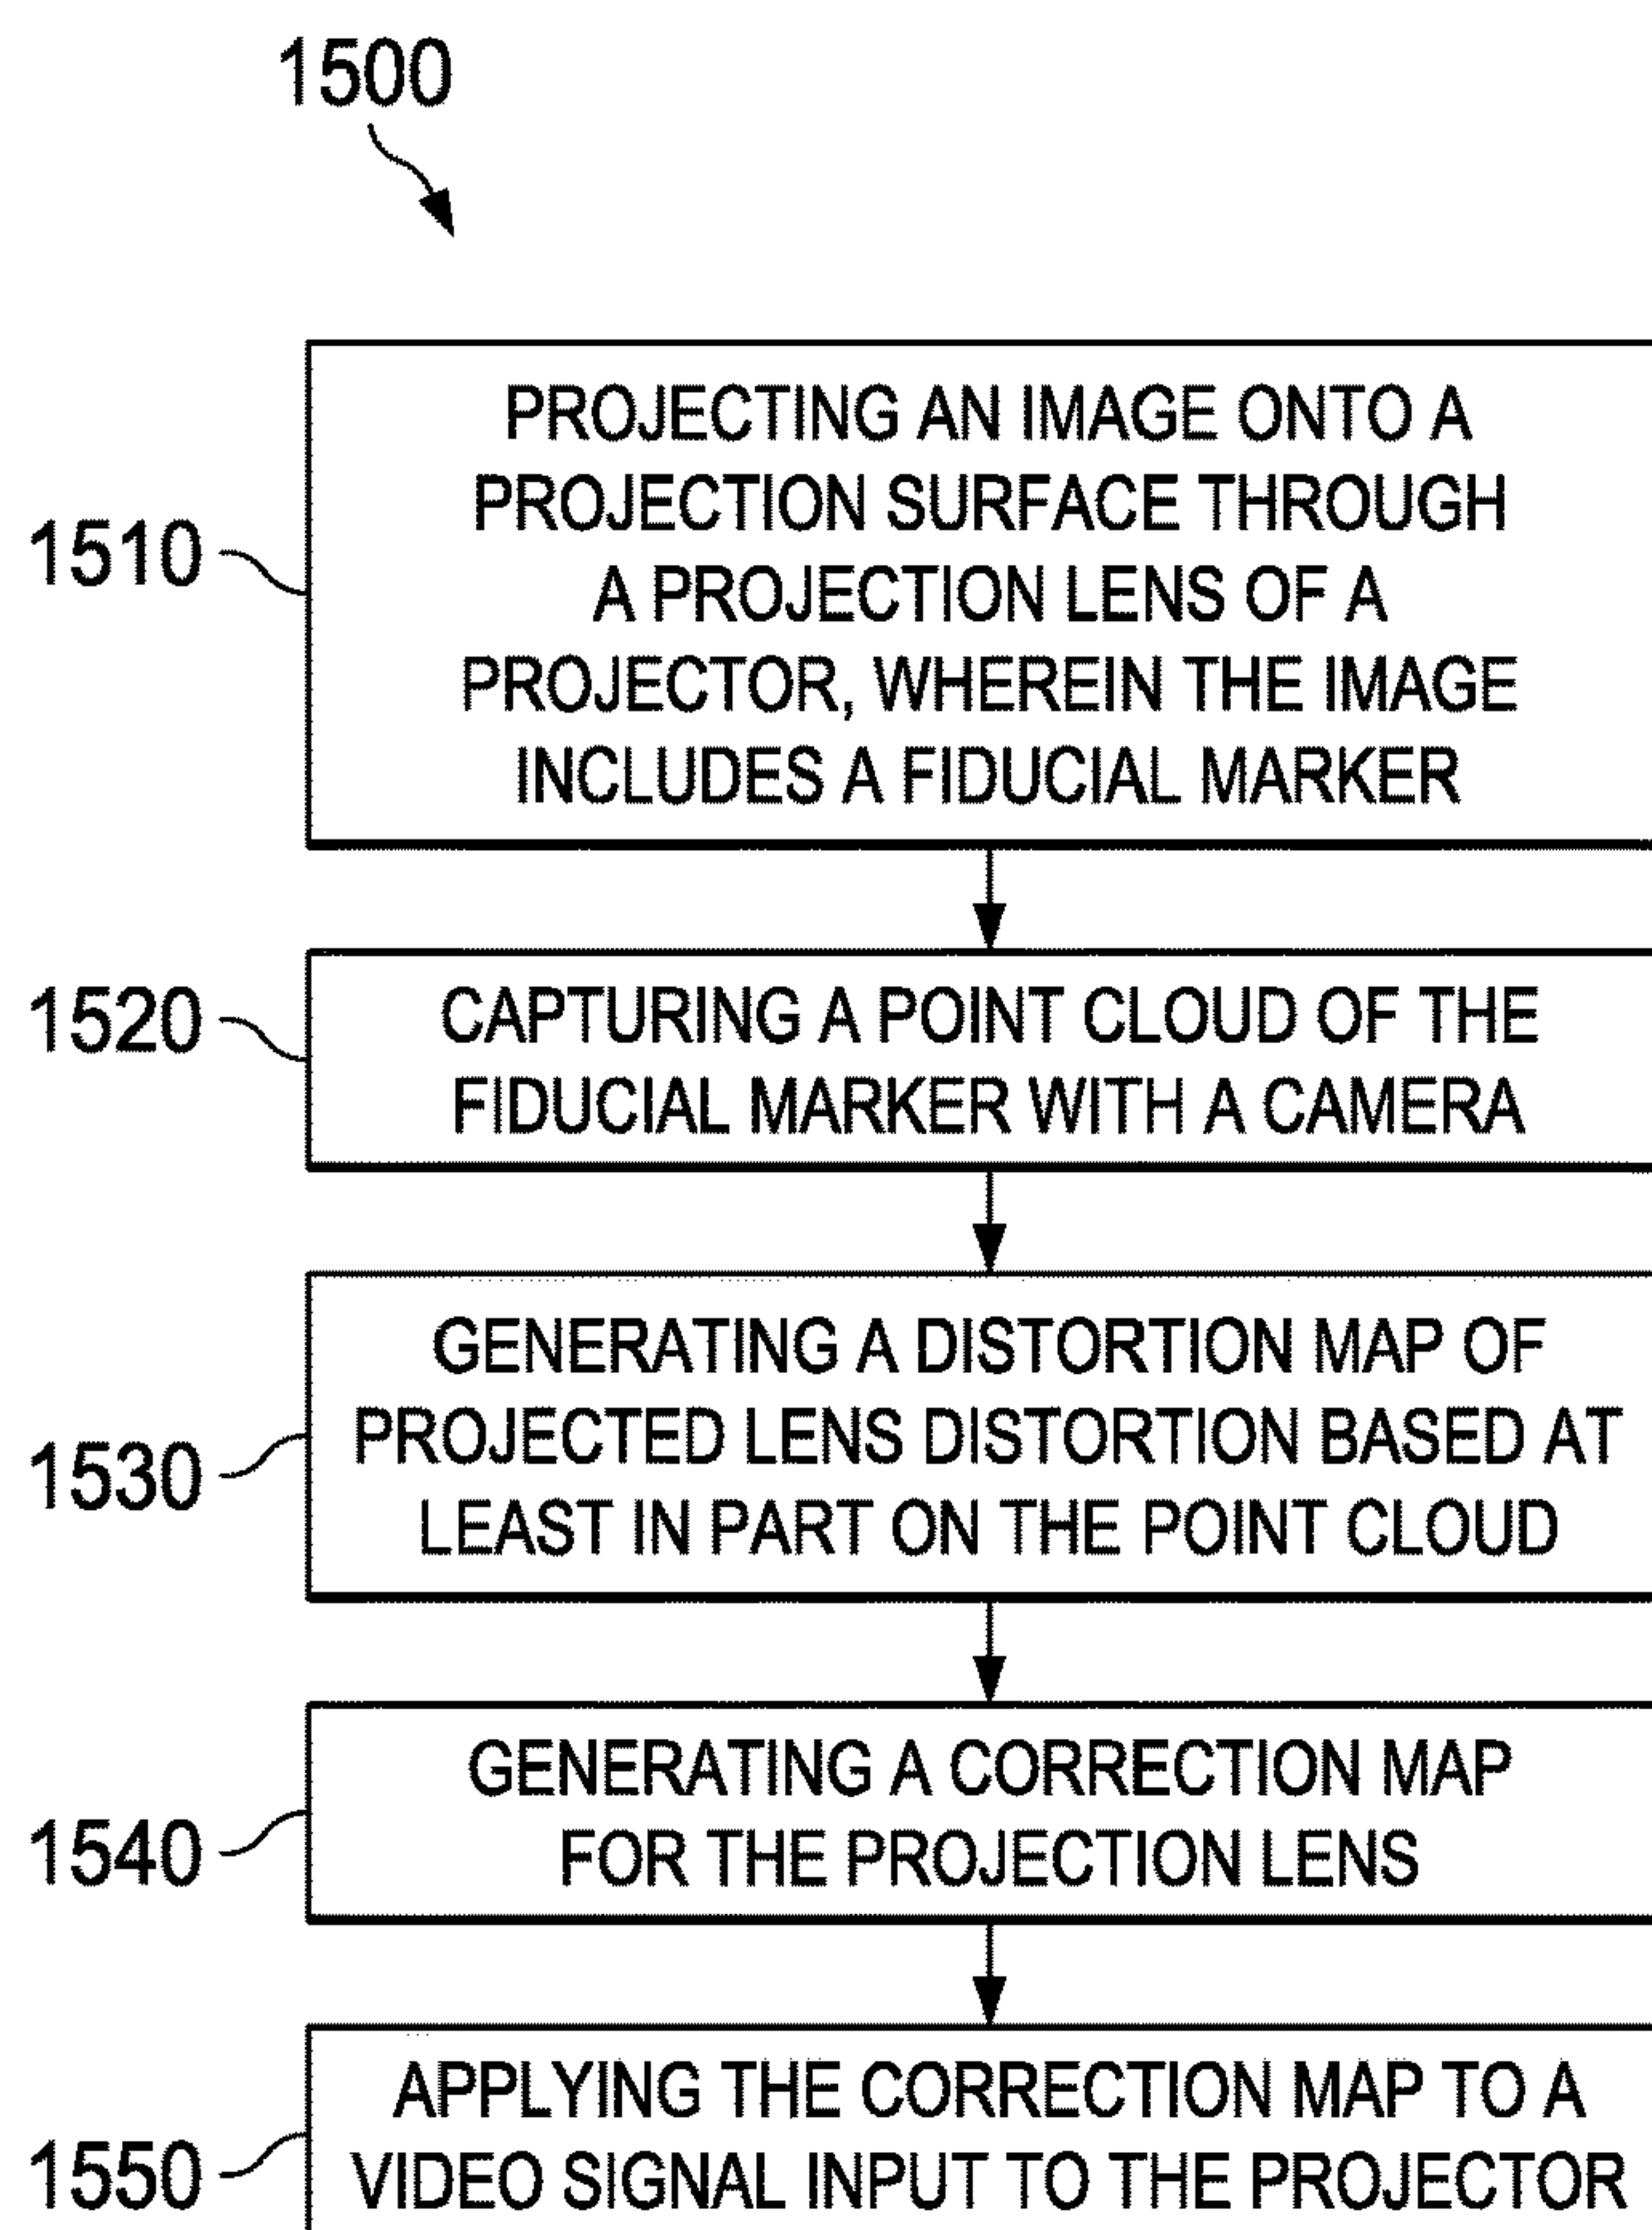 1500
1510
PROJECTING AN IMAGE ONTO A
PROJECTION SURFACE THROUGH
A PROJECTION LENS OF A
PROJECTOR, WHEREIN THE IMAGE
INCLUDES A FIDUCIAL MARKER
1520
CAPTURING A POINT CLOUD OF THE
FIDUCIAL MARKER WITH A CAMERA
1530
GENERATING A DISTORTION MAP OF
PROJECTED LENS DISTORTION BASED AT
LEAST IN PART ON THE POINT CLOUD
1540
GENERATING A CORRECTION MAP
FOR THE PROJECTION LENS
1550
APPLYING THE CORRECTION MAP TO A
VIDEO SIGNAL INPUT TO THE PROJECTOR